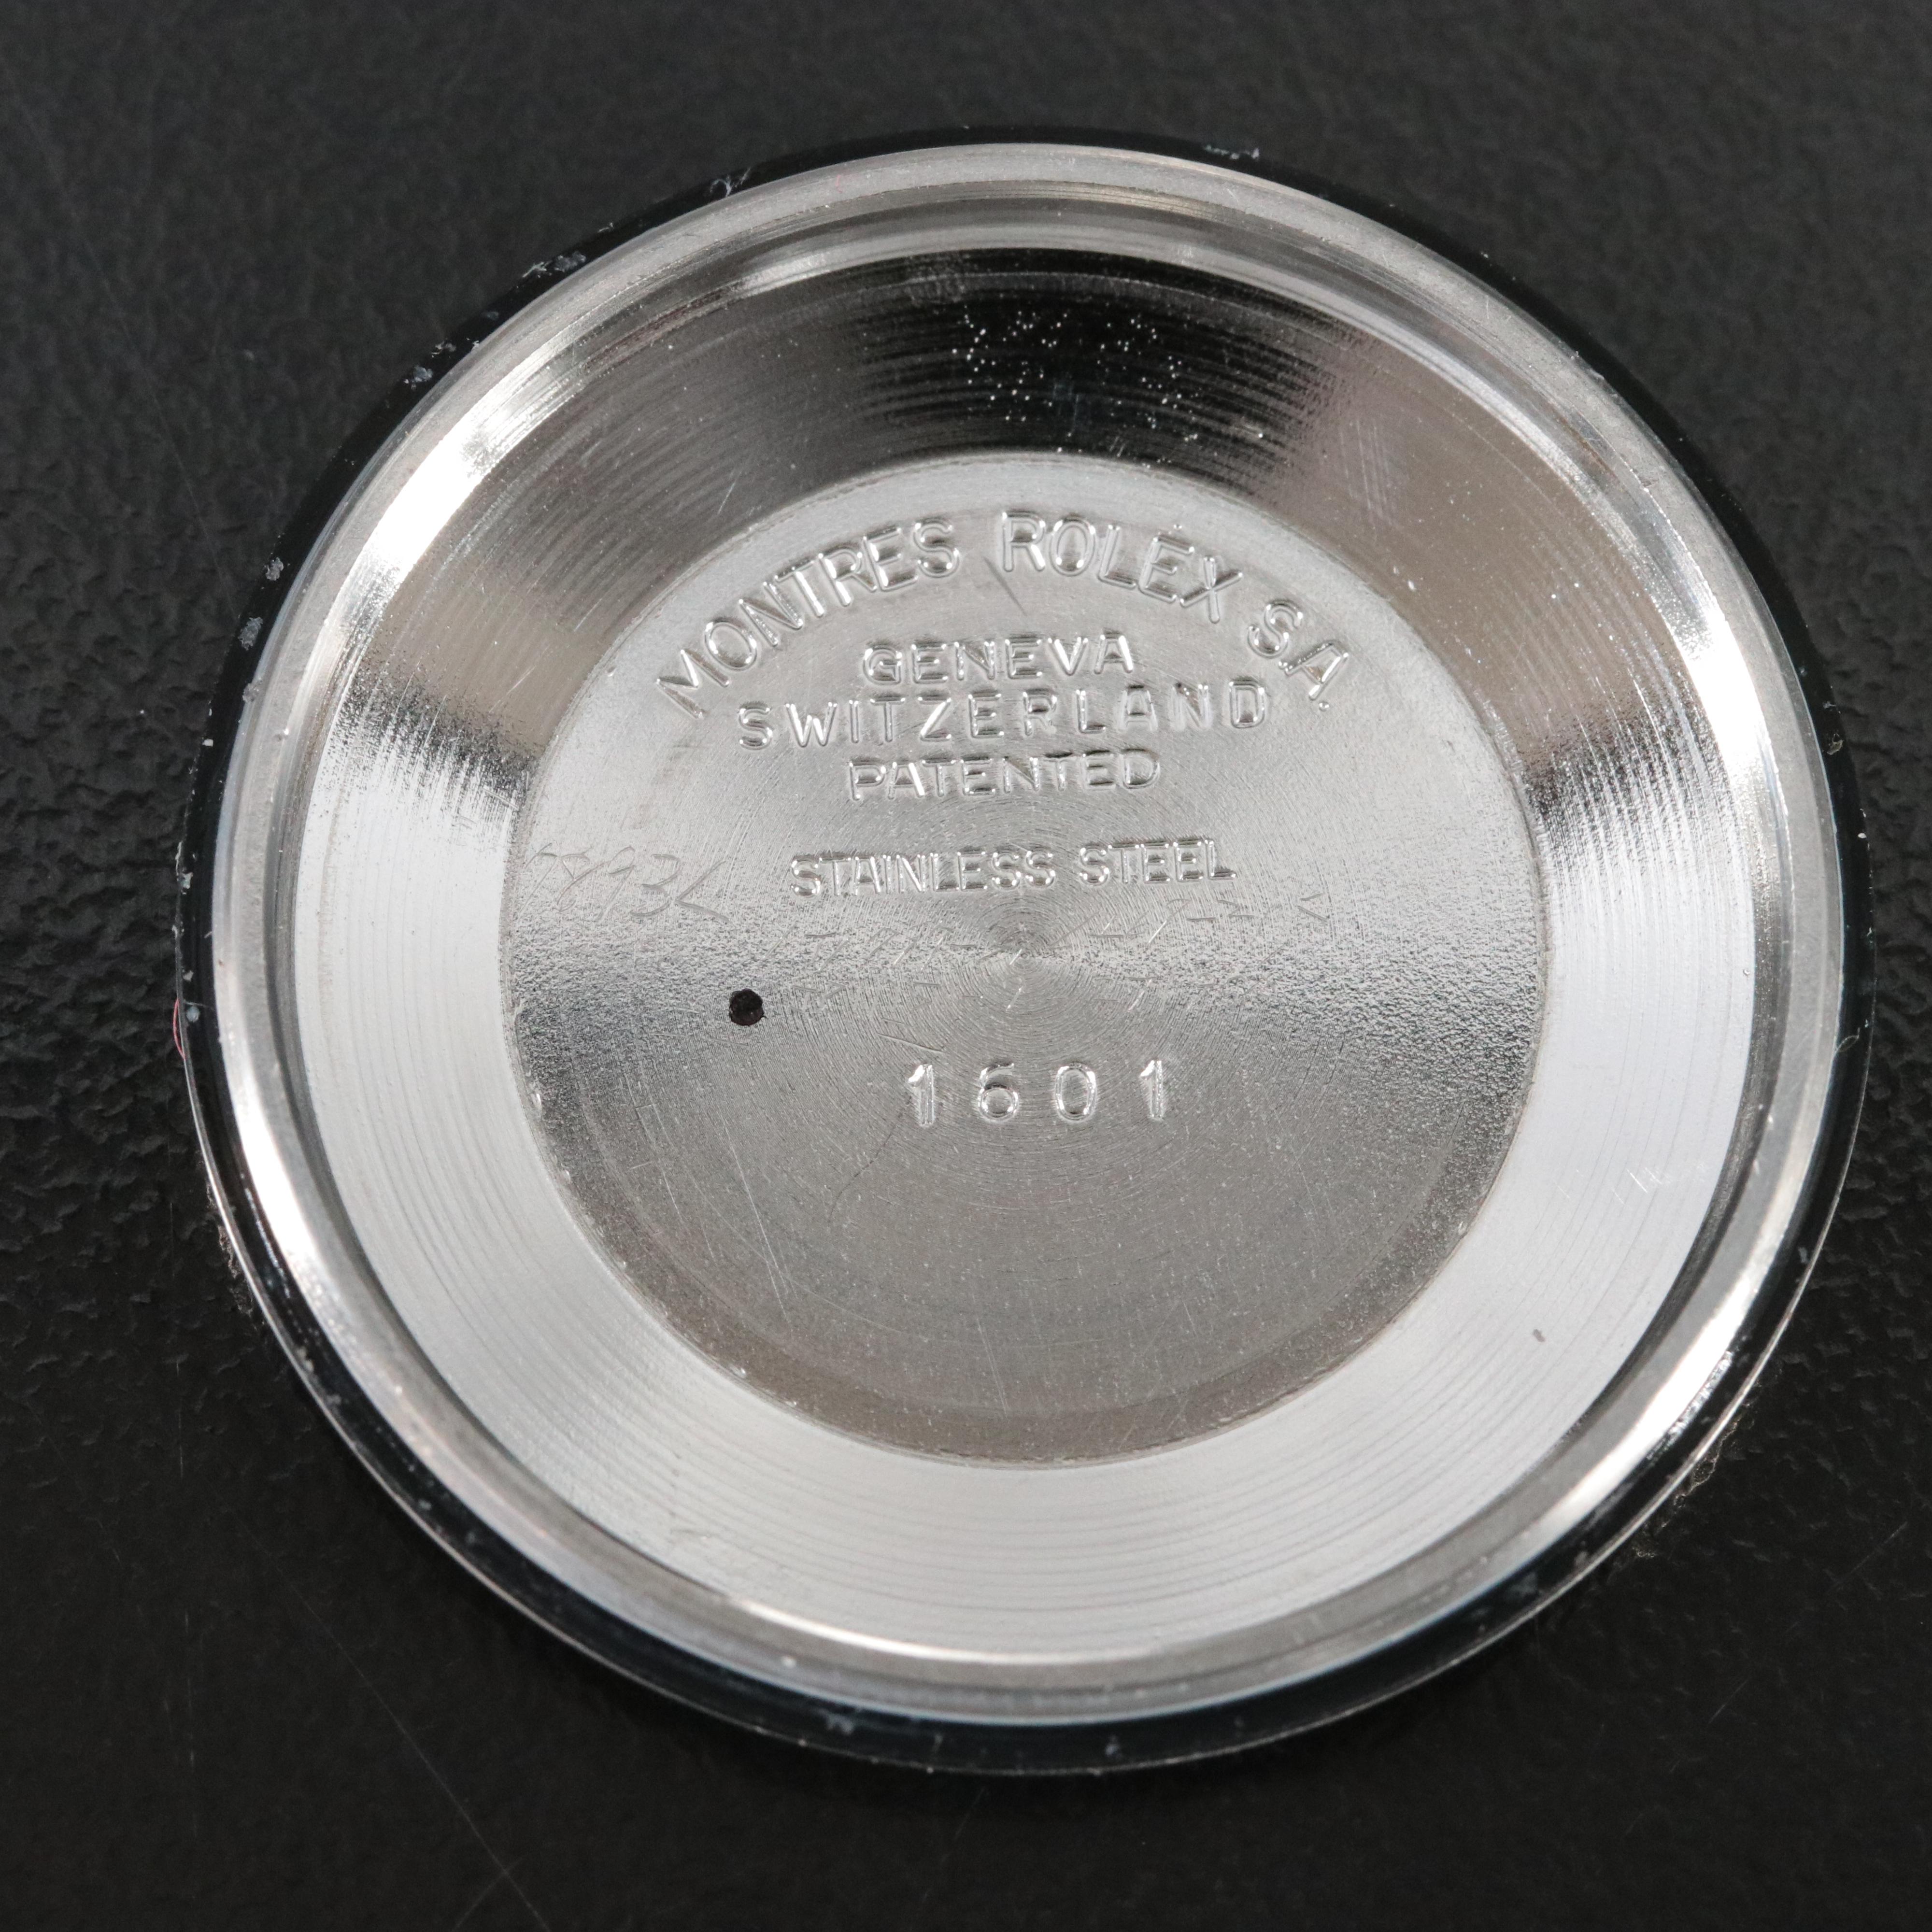 MONTRES ROLEX S.A.
GENEVA
SWITZERLAND
PATENTED
STAINLESS STEEL
1601